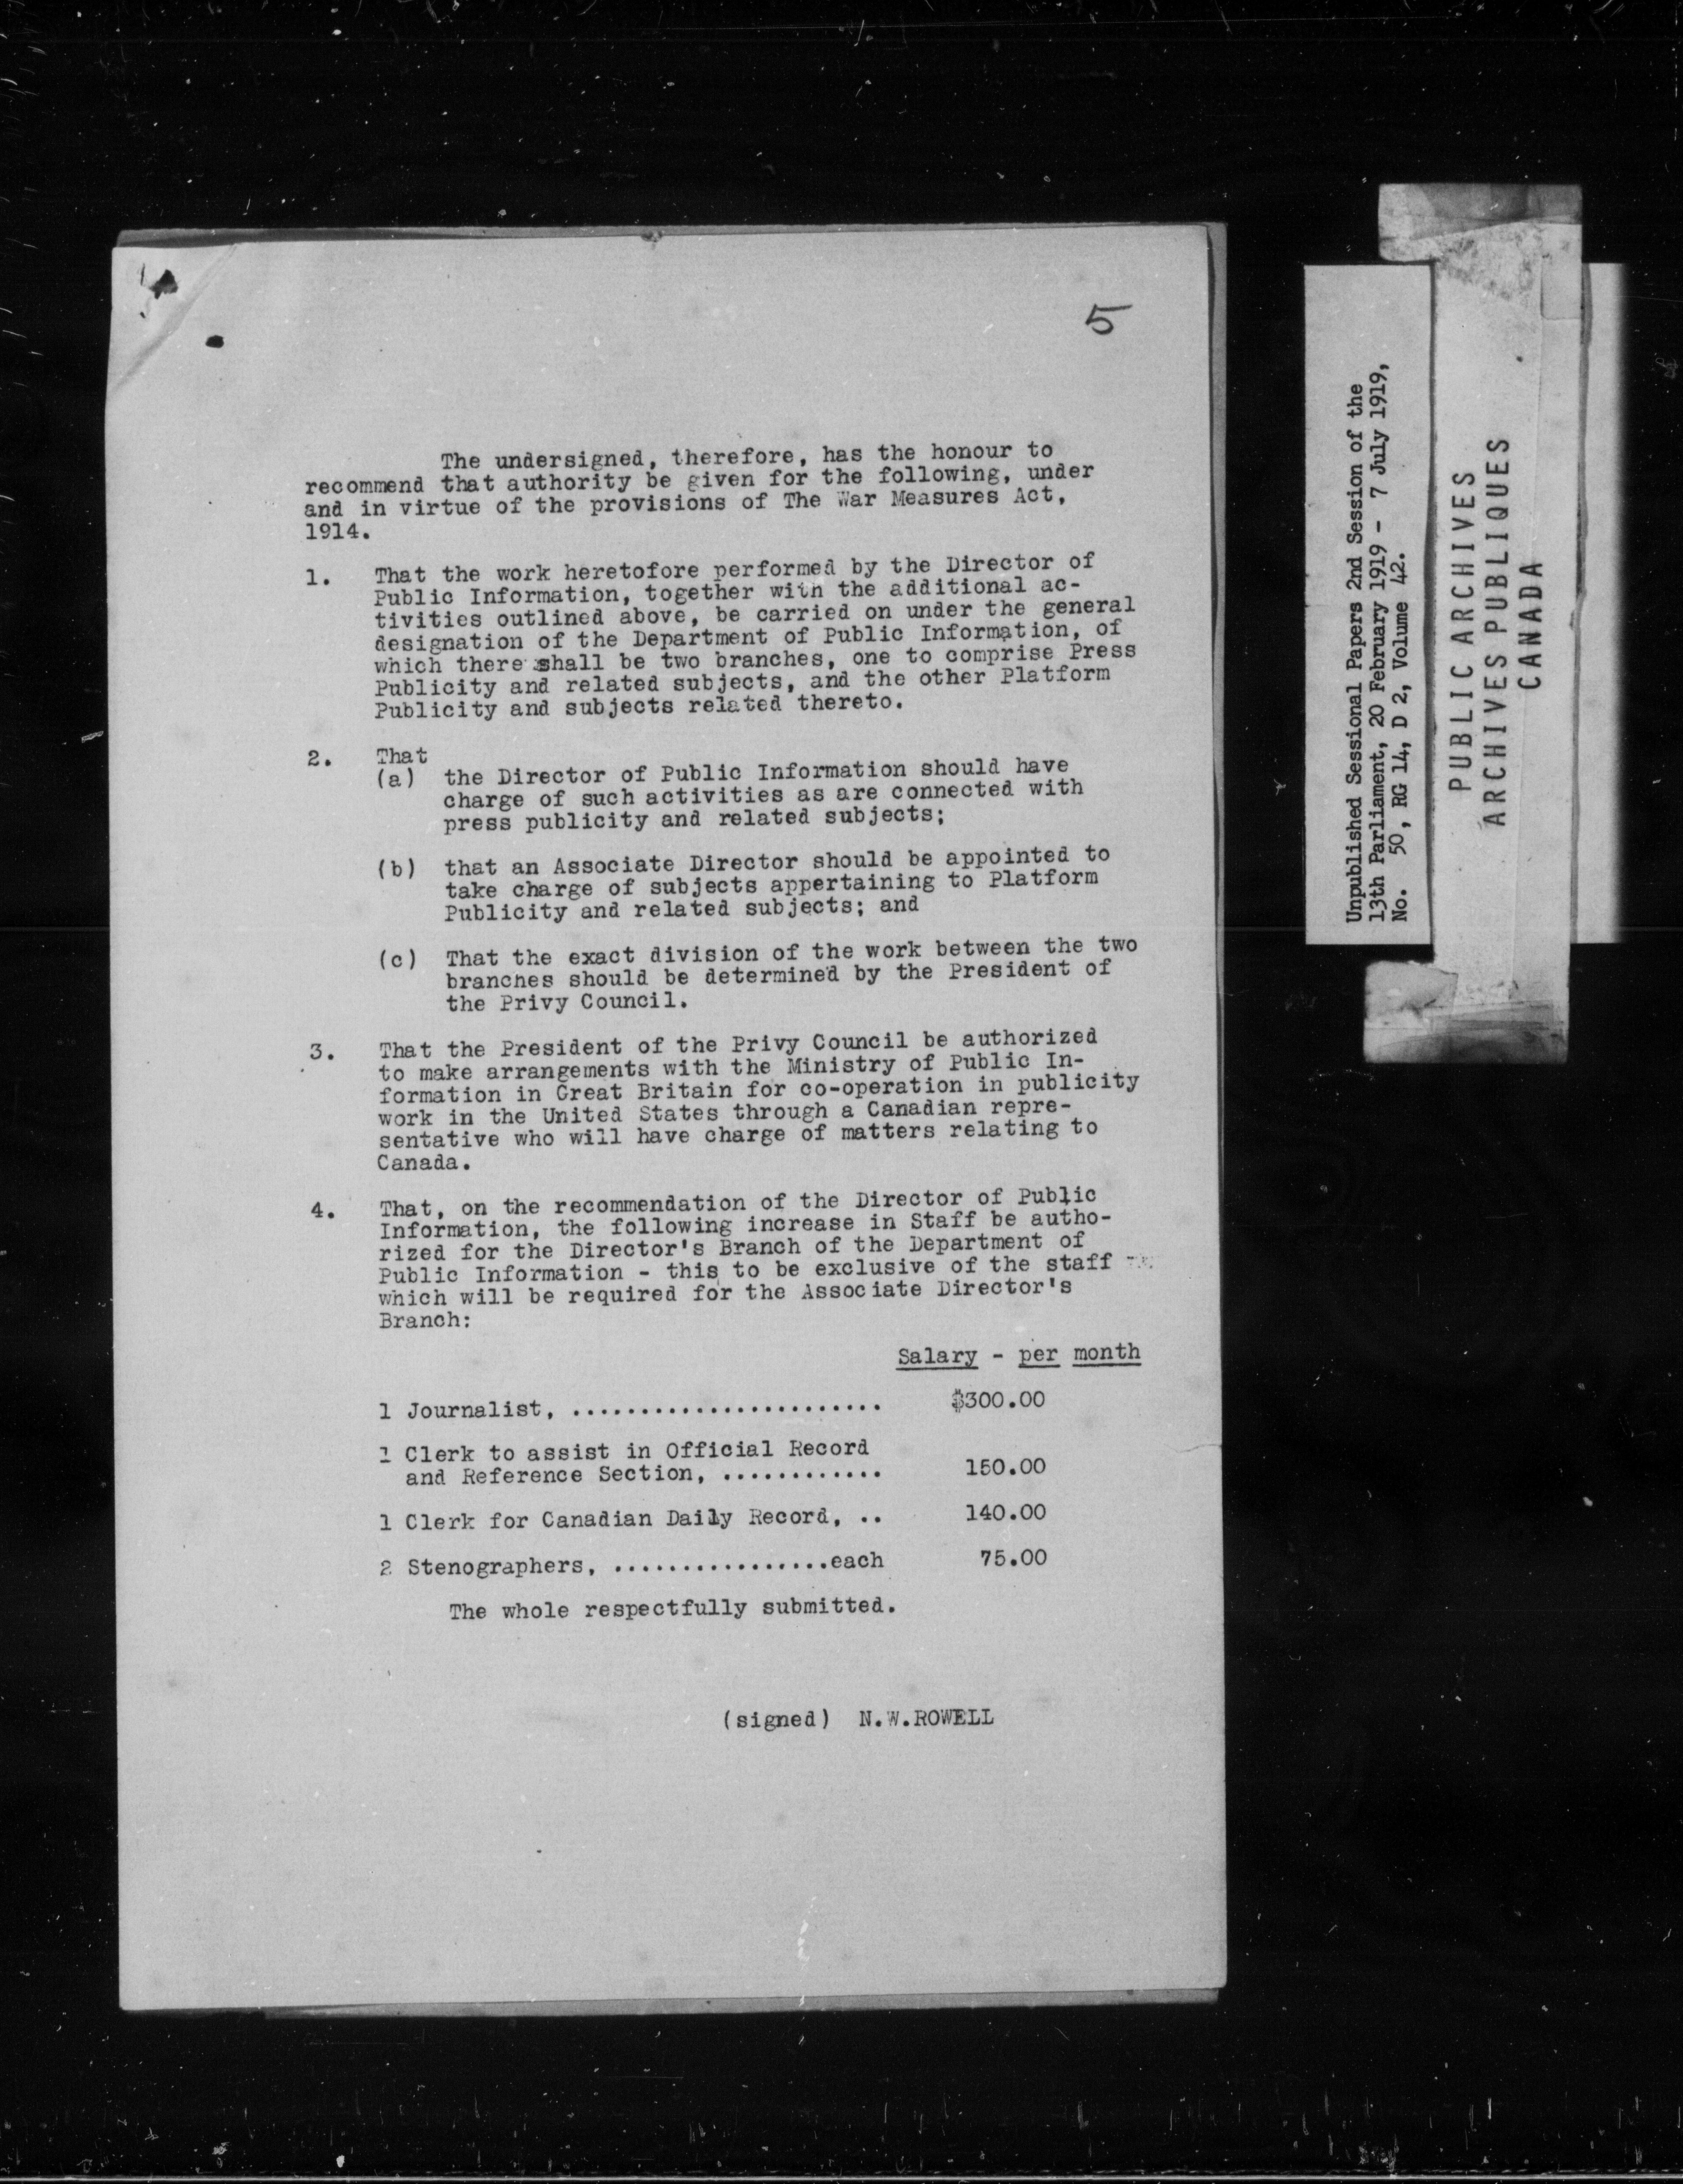 5
The undersigned, therefore, has the honour to
recommend that authority be given for the following, under
and in virtue of the provisions of The War Measures Act,
1914.
1. That the work heretofore performed by the Director of
Public Information, together with the additional ac-
tivities outlined above, be carried on under the general
designation of the Department of Public Information, of
which there shall be two branches, one to comprise Press
Publicity and related subjects, and the other Platform
Publicity and subjects related thereto.
2. That
(a) the Director of Public Information should have
charge of such activities as are connected with
press publicity and related subjects;
(b) that an Associate Director should be appointed to
take charge of subjects appertaining to Platform
Publicity and related subjects; and
(c) That the exact division of the work between the two
branches should be determined by the President of
the Privy Council.
3. That the President of the Privy Council be authorized
to make arrangements with the Ministry of Public In-
formation in Great Britain for co-operation in publicity
work in the United States through a Canadian repre-
sentative who will have charge of matters relating to
Canada.
4. That, on the recommendation of the Director of Public
Information, the following increase in Staff be autho-
rized for the Director's Branch of the Department of
Public Information - this to be exclusive of the staff
which will be required for the Associate Director's
Branch:
Salary - per month
1 Journalist, ....................... $300.00
1 Clerk to assist in Official Record
and Reference Section, ............ 150.00
1 Clerk for Canadian Daily Record, .. 140.00
2 Stenographers, ................each 75.00
The whole respectfully submitted.
(signed) N.W.ROWELL
Unpublished Sessional Papers 2nd Session of the
13th Parliament, 20 February 1919 - 7 July 1919,
No. 50, RG 14, D 2, Volume 42.
PUBLIC ARCHIVES
ARCHIVES PUBLIQUES
CANADA